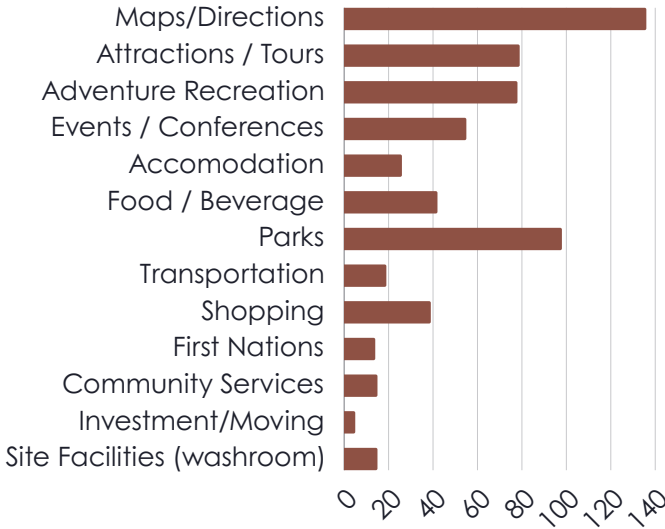 Maps/Directions
Attractions / Tours
Adventure Recreation
Events / Conferences
Accomodation
Food / Beverage
Parks
Transportation
Shopping
First Nations
Community Services
Investment/Moving
Site Facilities (washroom)
0 20 40 60 80 100 120 140